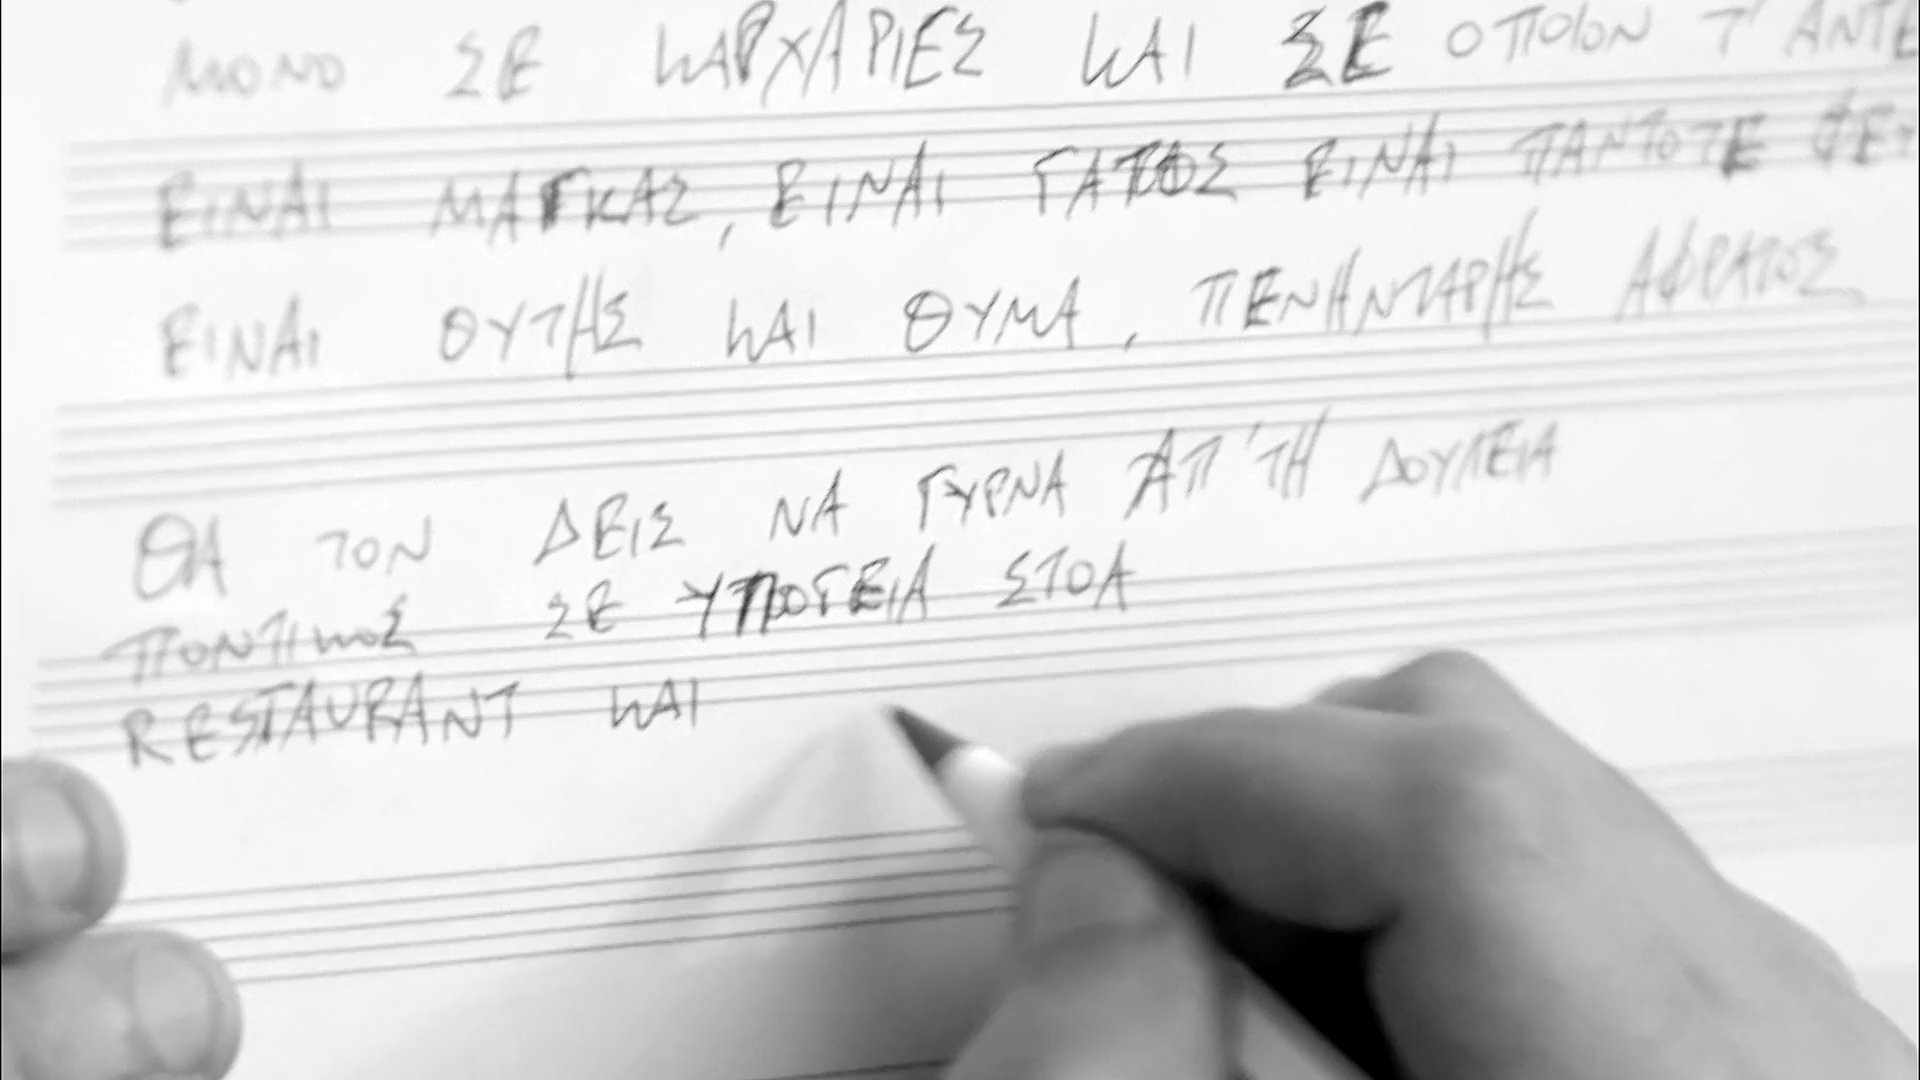 ΜΟΝΟ ΣΕ ΚΑΡΧΑΡΙΕΣ ΚΑΙ ΣΕ ΟΠΟΙΟΝ Τ' ΑΝΤΕ
ΕΙΝΑΙ ΜΑΓΚΑΣ, ΕΙΝΑΙ ΓΑΤΟΣ ΕΙΝΑΙ ΠΑΝΤΟΤΕ
ΕΙΝΑΙ ΘΥΤΗΣ ΚΑΙ ΘΥΜΑ, ΠΕΝΗΝΤΑΡΗΣ ΑΦΡΑΤΟΣ
ΘΑ ΤΟΝ ΔΕΙΣ ΝΑ ΓΥΡΝΑ ΑΠ'ΤΗ ΔΟΥΛΕΙΑ
ΠΟΝΤΙΚΟΣ ΣΕ ΥΠΟΓΕΙΑ ΣΤΟΑ
RESTAURANT ΚΑΙ